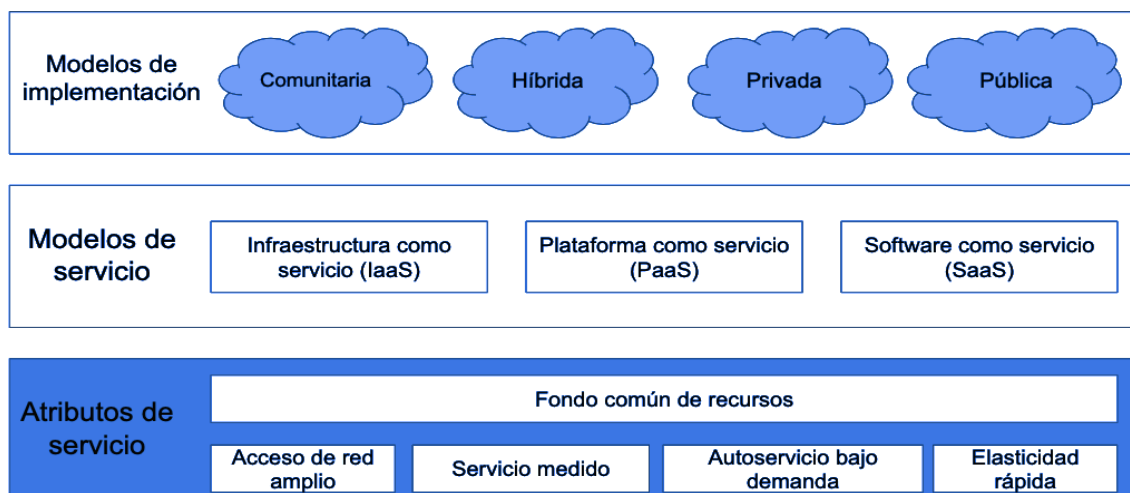 Modelos de
implementación
Comunitaria
Híbrida
Privada
Pública
Modelos de
servicio
Infraestructura como
servicio (IaaS)
Plataforma como servicio
(PaaS)
Software como servicio
(SaaS)
Atributos de
servicio
Fondo común de recursos
Acceso de red
amplio
Servicio medido
Autoservicio bajo
demanda
Elasticidad
rápida